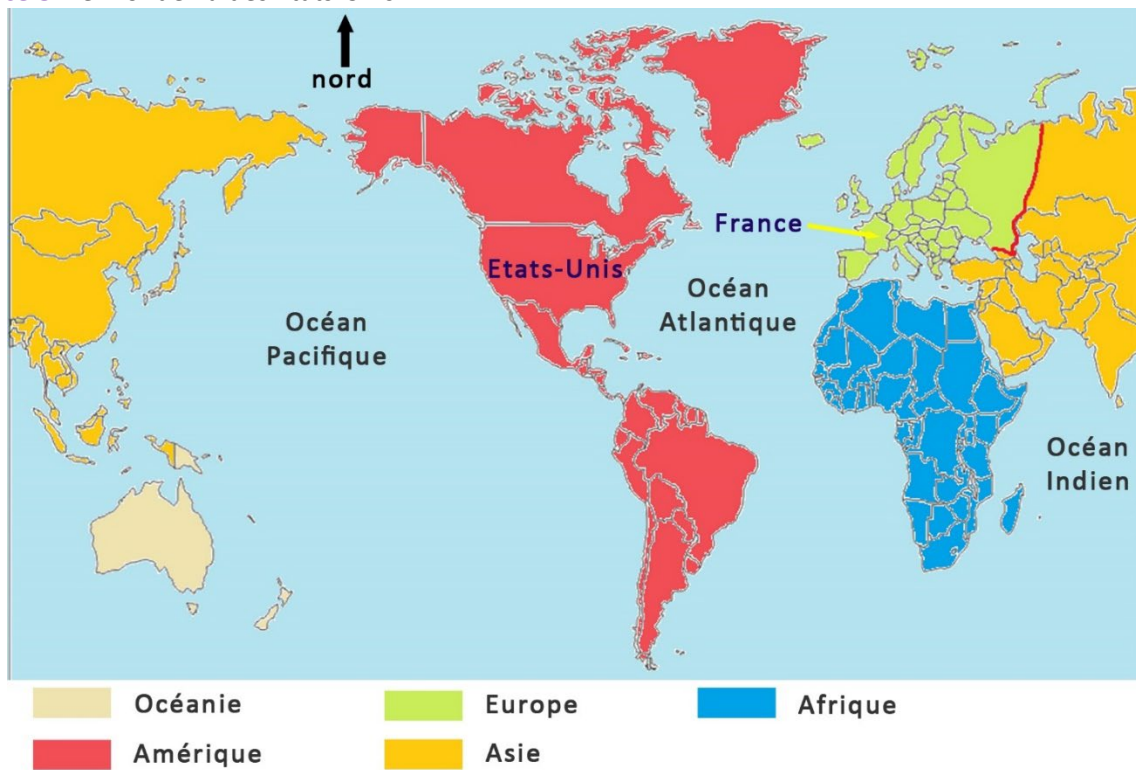 nord
France
Etats-Unis
Océan
Atlantique
Océan
Pacifique
Océan
Indien
Océanie
Europe
Afrique
Amérique
Asie